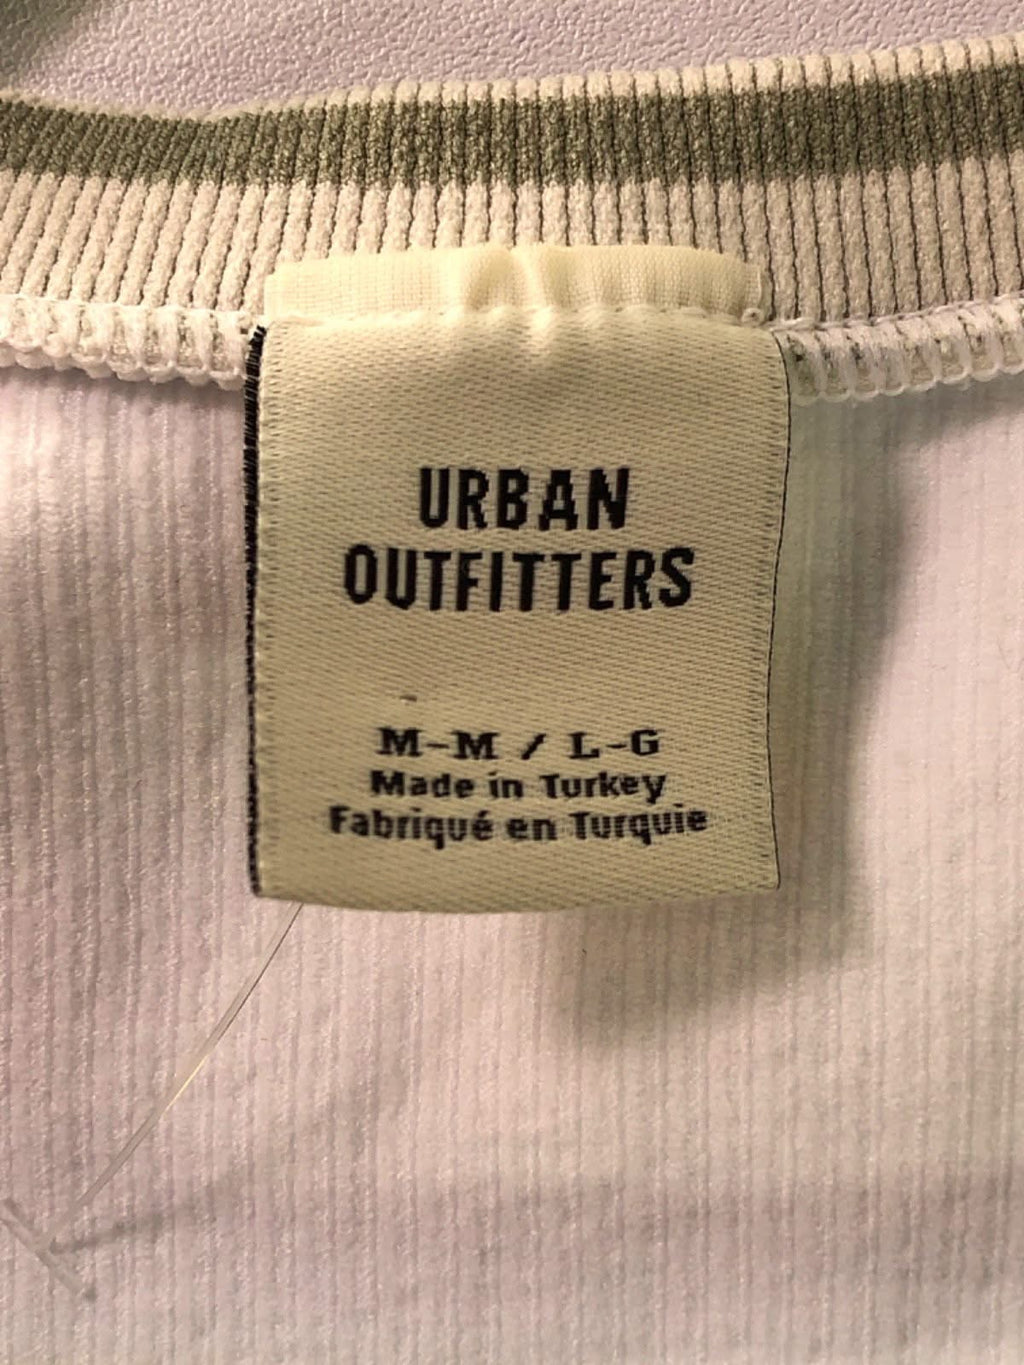 URBAN
OUTFITTERS
M-M / L-G
Made in Turkey
Fabriqué en Turquie